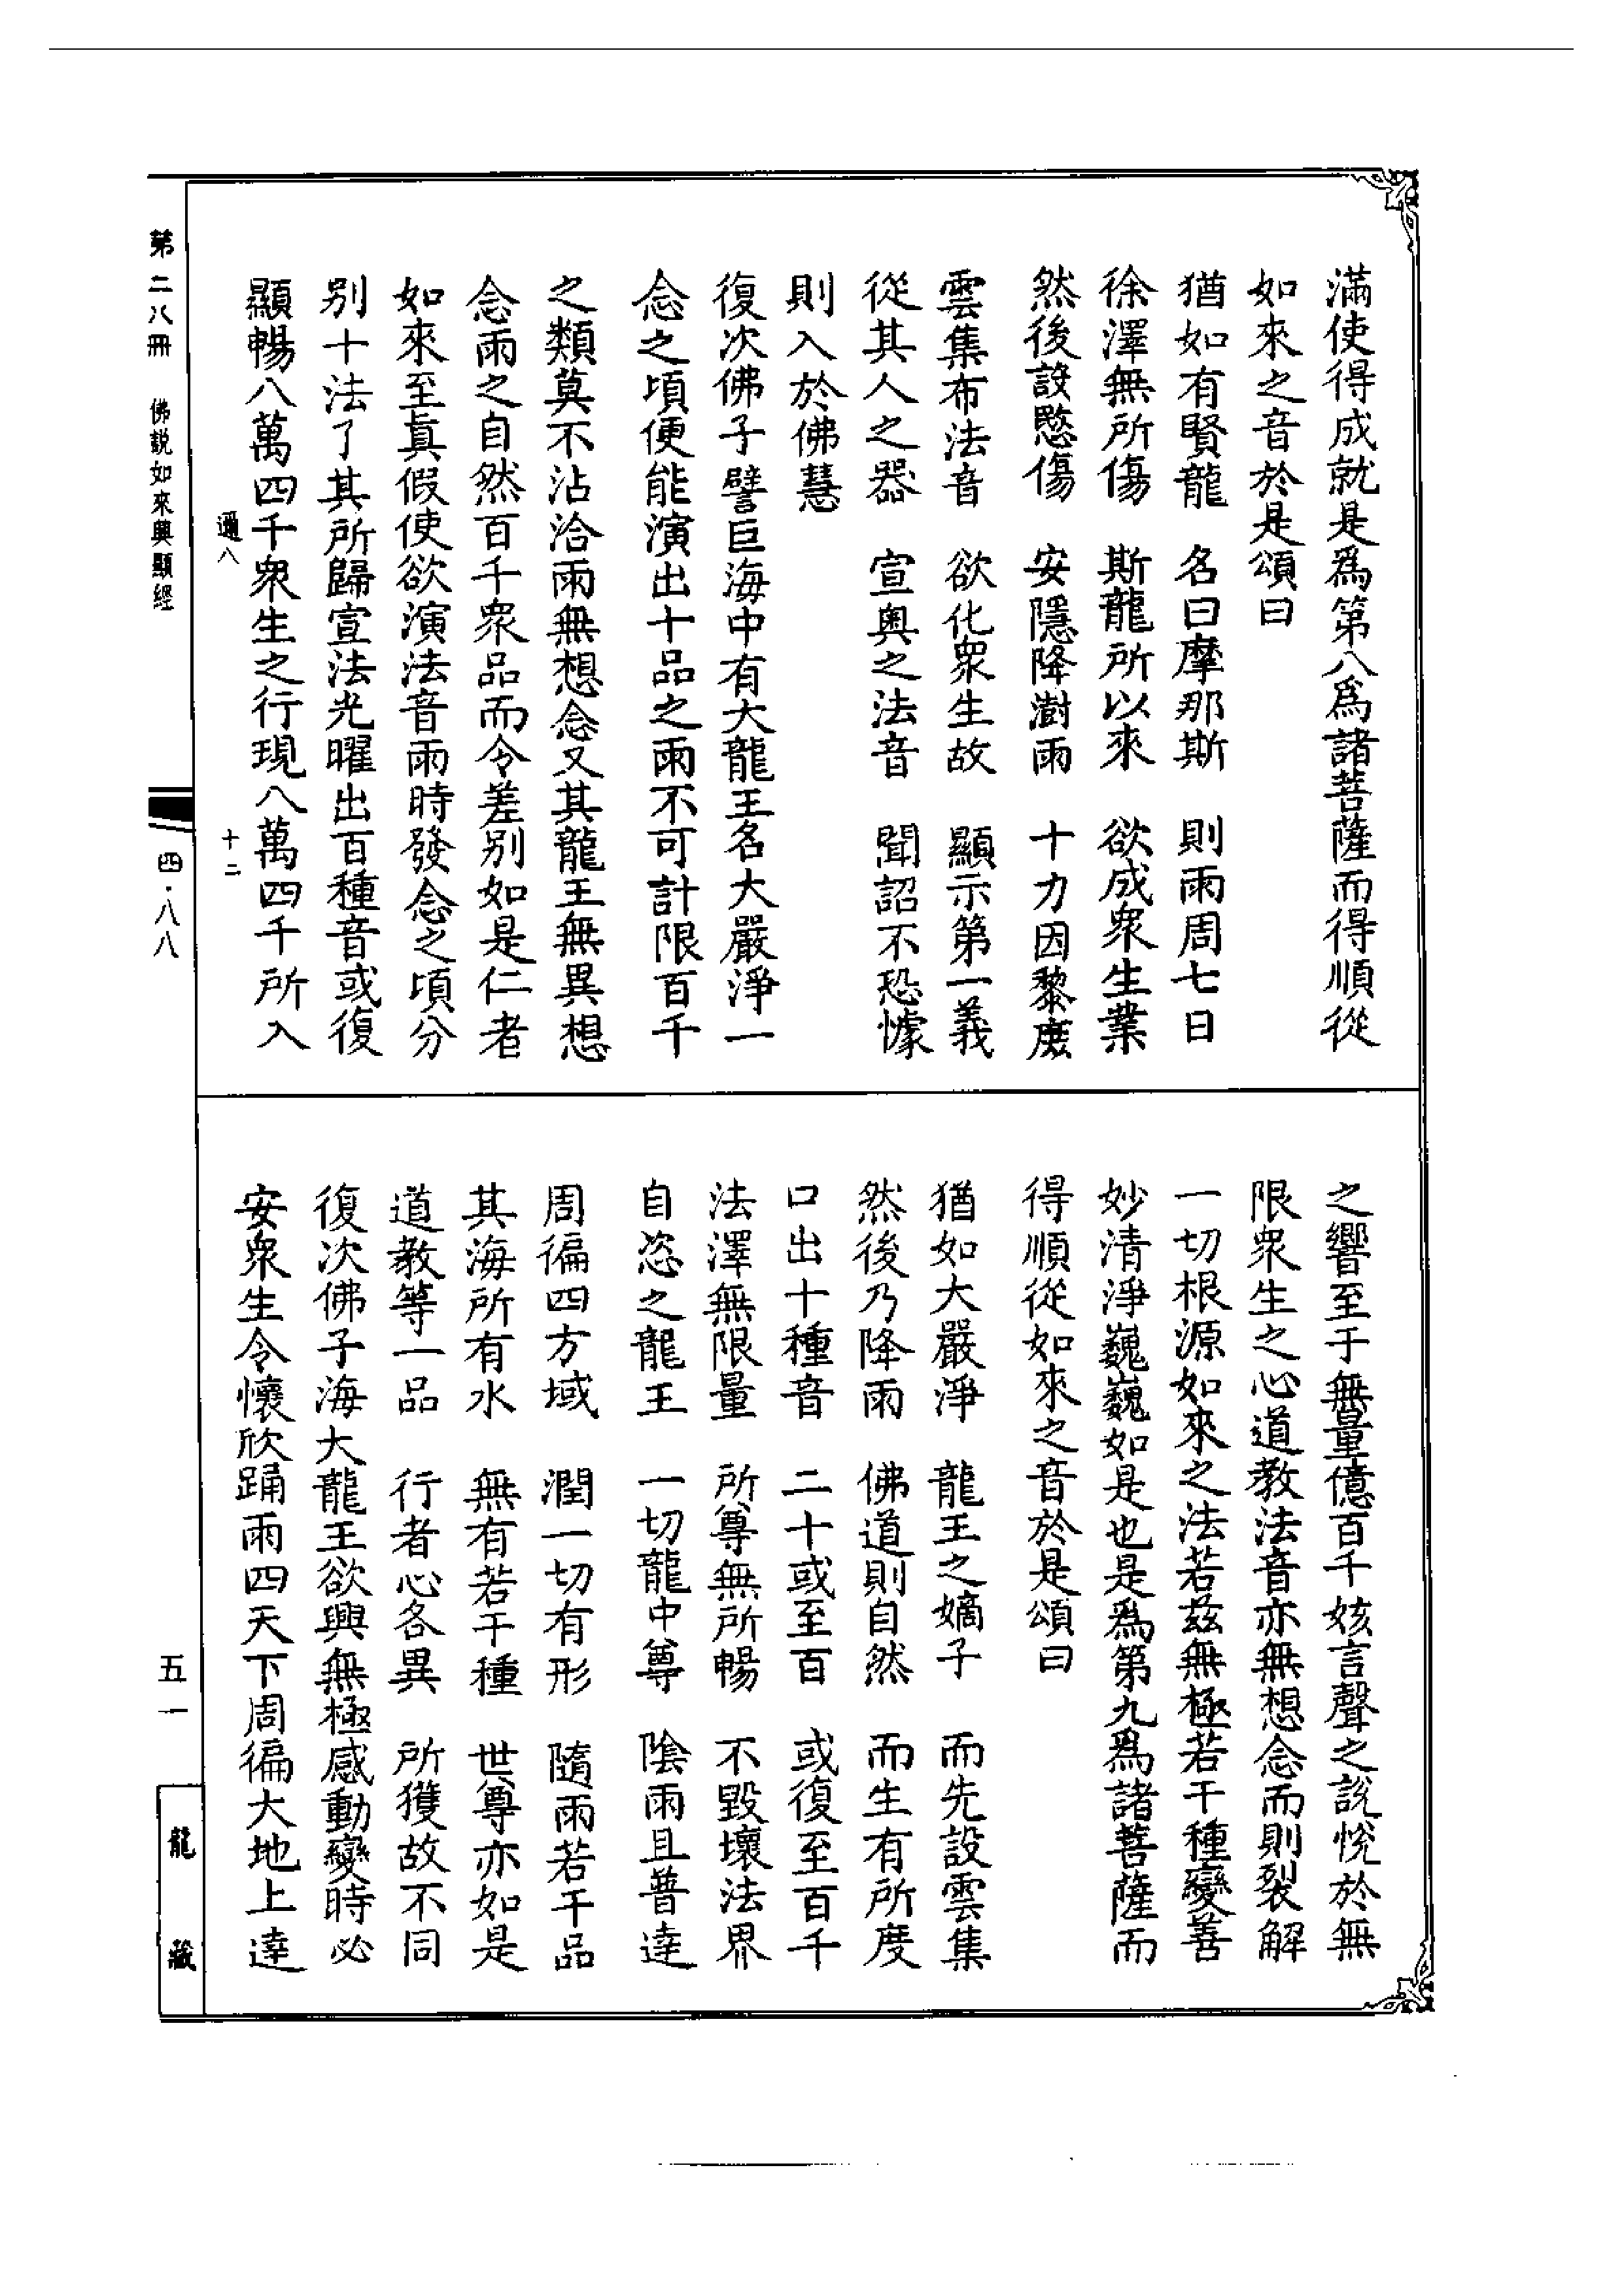 滿使得成就是爲第八爲諸菩薩而得順從
如來之音於是頌曰
猶如有賢龍　名曰摩那斯　則雨周七日
徐澤無所傷　斯龍所以來　欲成衆生業
然後設愍傷　安隱降澍雨　十力因黎庶
雲集布法音　欲化衆生故　顯示第一義
從其人之器　宣奥之法音　聞詔不恐懅
則入於佛慧
復次佛子譬巨海中有大龍王名大嚴淨一
念之頃便能演出十品之雨不可計限百千
之類莫不沾洽雨無想念又其龍王無異想
念雨之自然百千衆品而令差别如是仁者
如來至眞假使欲演法音雨時發念之頃分
别十法了其所歸宣法光曜出百種音或復
顯暢八萬四千衆生之行現八萬四千所入
邇八　十二
之響至于無量億百千姟言聲之說悅於無
限衆生之心道教法音亦無想念而則裂解
一切根源如來之法若茲無極若干種變善
妙清淨巍巍如是也是爲第九爲諸菩薩而
得順從如來之音於是頌曰
猶如大嚴淨　龍王之嫡子　而先設雲集
然後乃降雨　佛道則自然　而生有所度
口出十種音　二十或至百　或復至百千
法澤無限量　所尊無所暢　不毀壞法界
自恣之龍王　一切龍中尊　陰雨且普達
周徧四方域　潤一切有形　隨雨若干品
其海所有水　無有若干種　世尊亦如是
道教等一品　行者心各異　所獲故不同
復次佛子海大龍王欲興無極感動變時必
安衆生令懷欣踊雨四天下周徧大地上達
第二八冊　佛説如來興顯經　四·八八　五一　龍藏